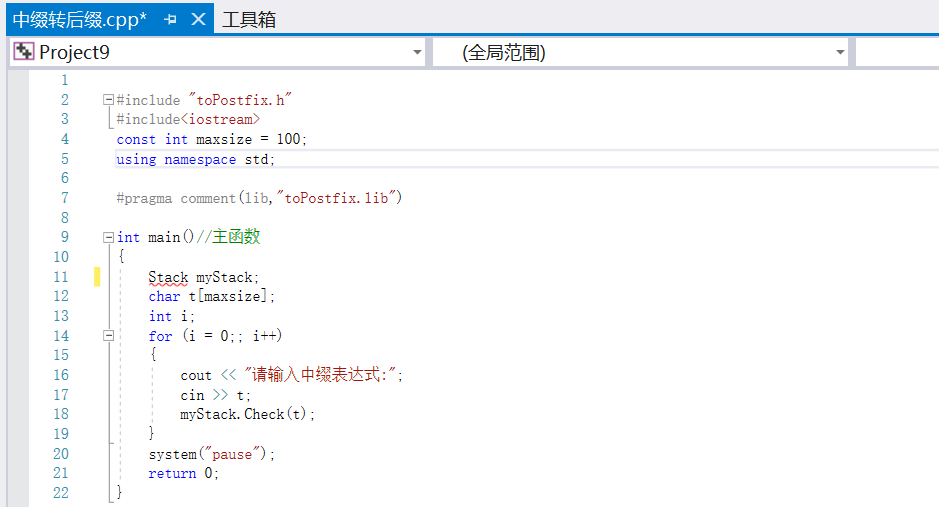 中缀转后缀.cpp* 工具箱
Project9 (全局范围)
1
2 #include "toPostfix.h"
3 #include<iostream>
4 const int maxsize = 100;
5 using namespace std;
6
7 #pragma comment(lib,"toPostfix.lib")
8
9 int main()//主函数
10 {
11 Stack myStack;
12 char t[maxsize];
13 int i;
14 for (i = 0;; i++)
15 {
16 cout << "请输入中缀表达式:";
17 cin >> t;
18 myStack.Check(t);
19 }
20 system("pause");
21 return 0;
22 }